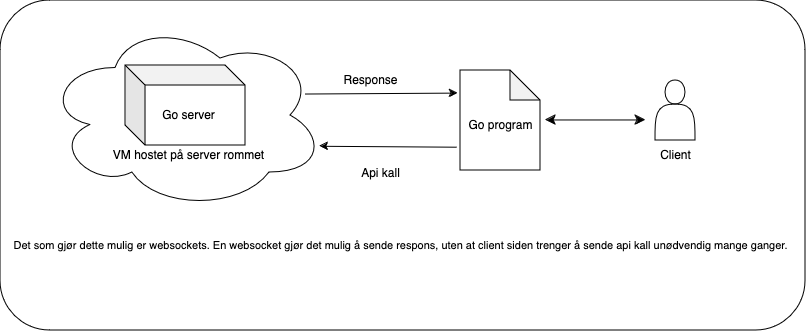 Response
Go server
Go program
VM hostet på server rommet
Client
Api kall
Det som gjør dette mulig er websockets. En websocket gjør det mulig å sende respons, uten at client siden trenger å sende api kall unødvendig mange ganger.